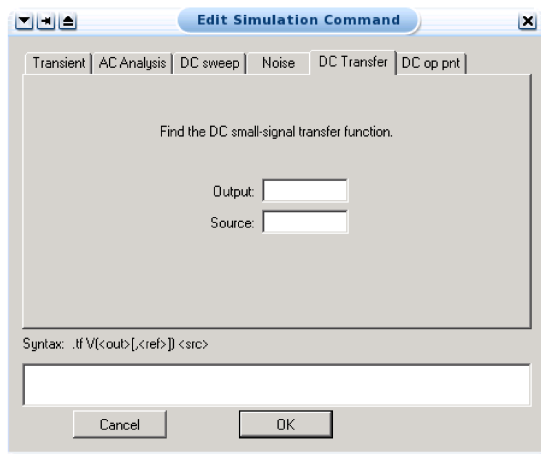 Edit Simulation Command
Transient AC Analysis DC sweep Noise DC Transfer DC op pnt
Find the DC small-signal transfer function.
Output:
Source:
Syntax: .tf V(<out>[,<ref>]) <src>
Cancel OK